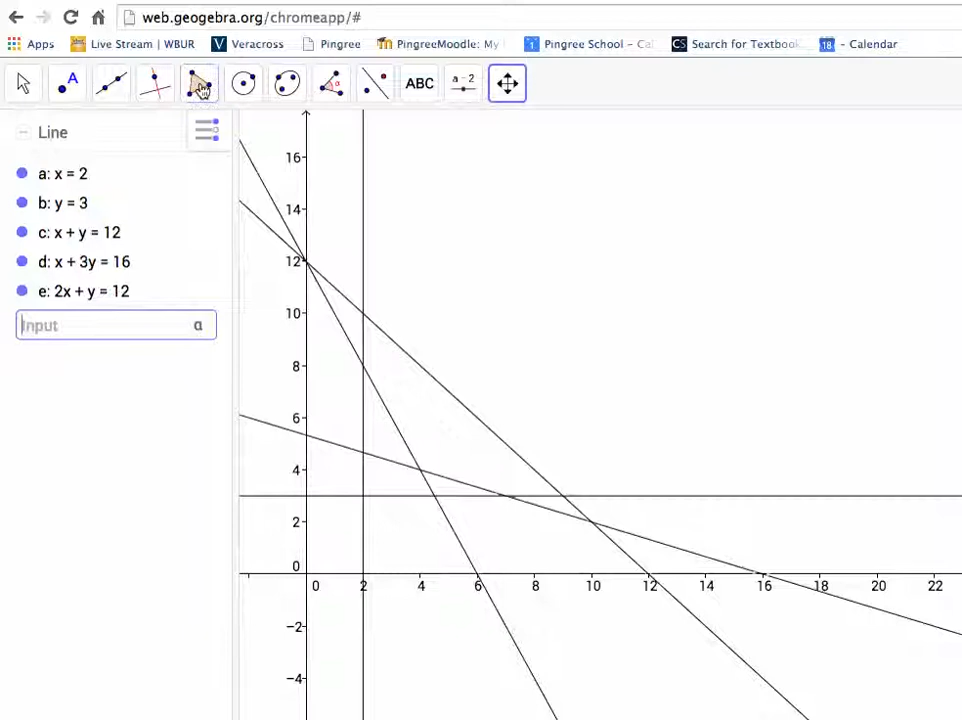 web.geogebra.org/chromeapp/#
Apps Live Stream | WBUR Veracross Pingree PingreeMoodle: My Pingree School - Ca Search for Textbook 18 - Calendar
A α ABC a=2
Line
a: x = 2
b: y = 3
c: x + y = 12
d: x + 3y = 16
e: 2x + y = 12
Input α
16
14
12
10
8
6
4
2
0
0 2 4 6 8 10 12 14 16 18 20 22
−2
−4